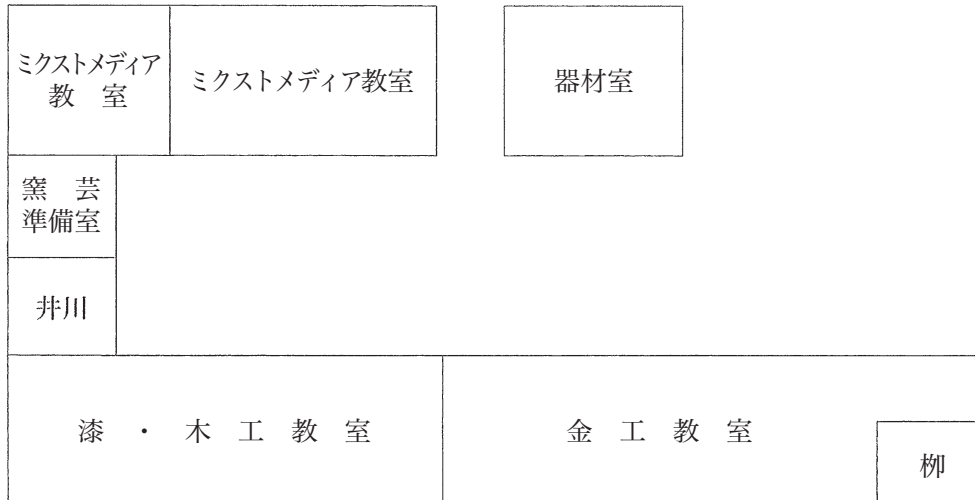 ミクストメディア
教 室
ミクストメディア教室
器材室
窯 芸
準備室
井川
漆 ・ 木 工 教 室
金 工 教 室
栁